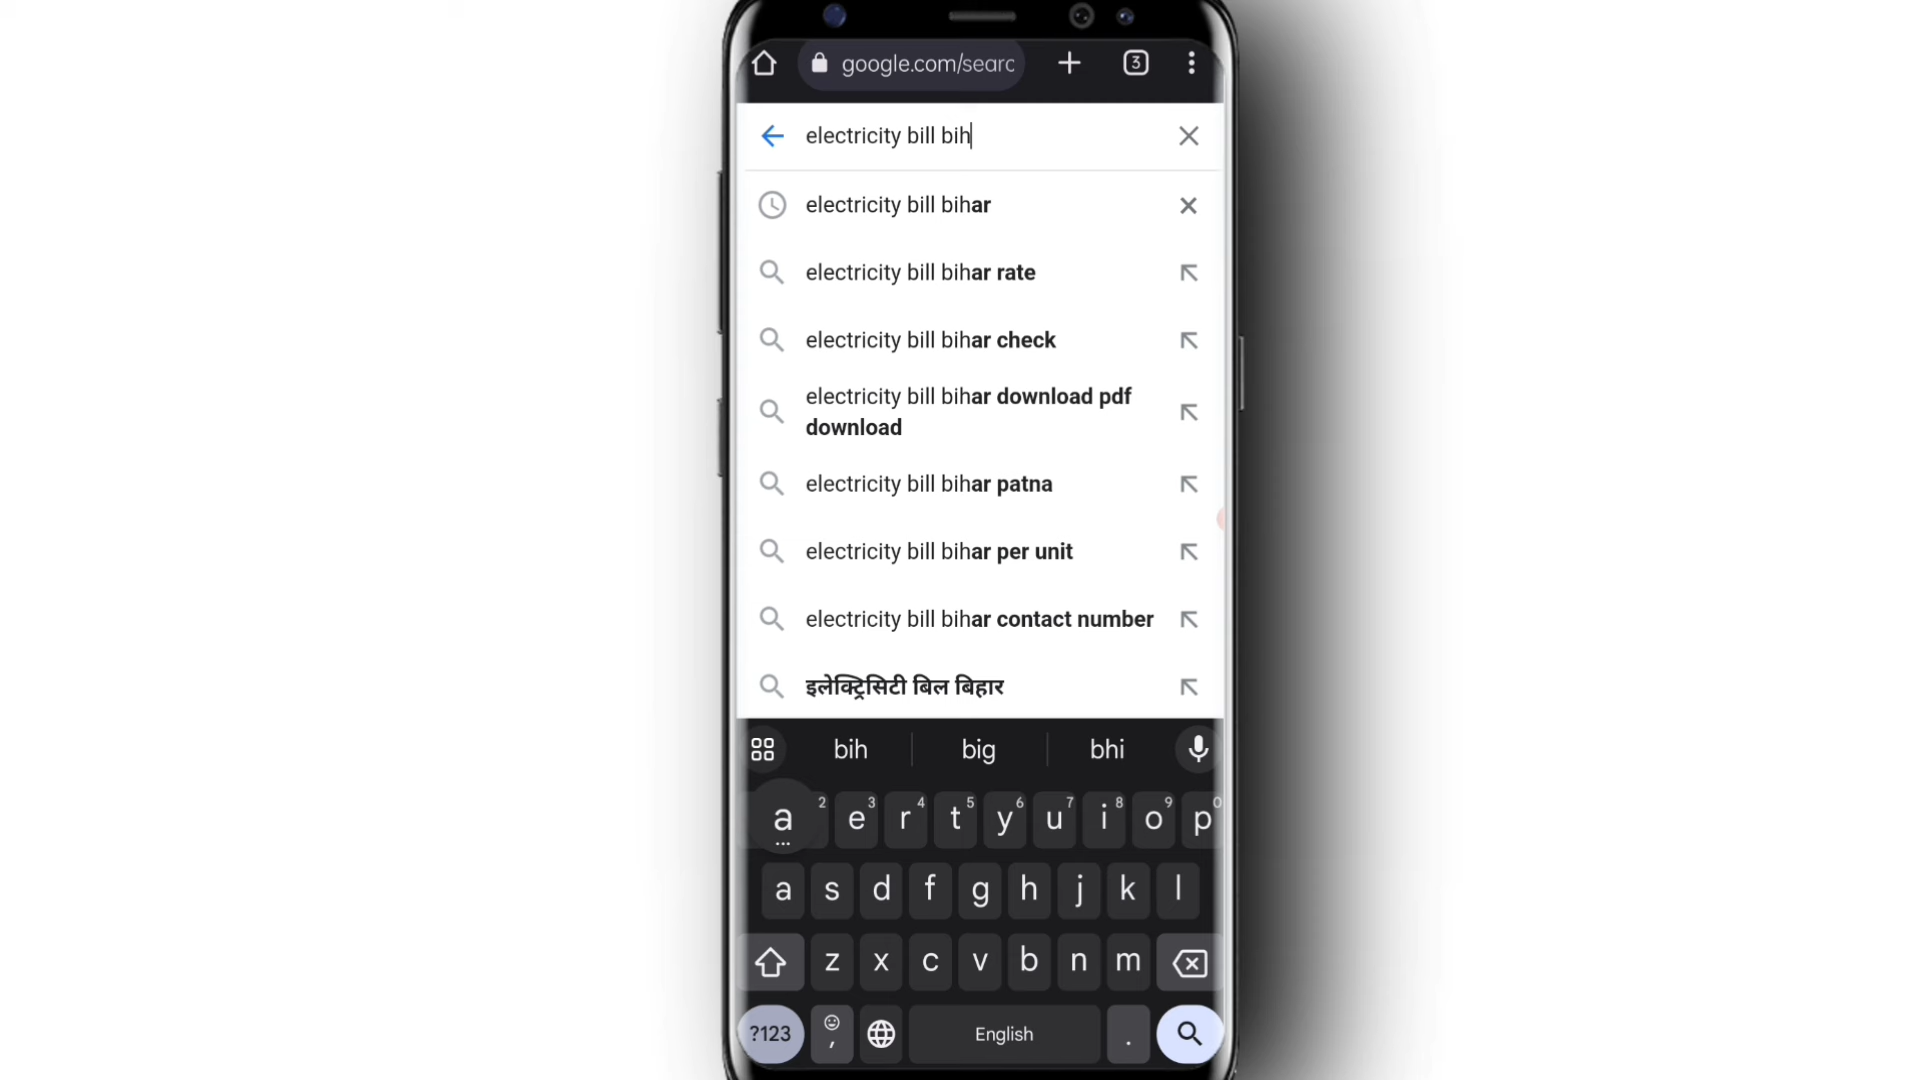 google.com/searc
3
electricity bill bih
electricity bill bihar
electricity bill bihar rate
electricity bill bihar check
electricity bill bihar download pdf
download
electricity bill bihar patna
electricity bill bihar per unit
electricity bill bihar contact number
इलेक्ट्रिसिटी बिल बिहार
bih big bhi
a 2 e 3 r 4 t 5 y 6 u 7 i 8 o 9 p 0
a s d f g h j k l
z x c v b n m
?123 , English .